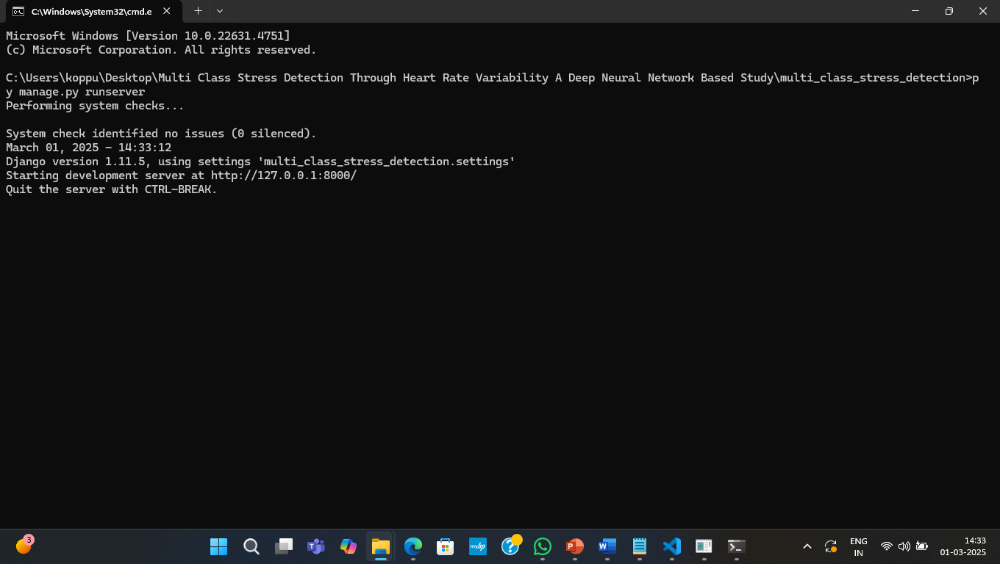 C:\Windows\System32\cmd.e
Microsoft Windows [Version 10.0.22631.4751]
(c) Microsoft Corporation. All rights reserved.
C:\Users\koppu\Desktop\Multi Class Stress Detection Through Heart Rate Variability A Deep Neural Network Based Study\multi_class_stress_detection>p
y manage.py runserver
Performing system checks...
System check identified no issues (0 silenced).
March 01, 2025 - 14:33:12
Django version 1.11.5, using settings 'multi_class_stress_detection.settings'
Starting development server at http://127.0.0.1:8000/
Quit the server with CTRL-BREAK.
3
myhp
ENG
IN
14:33
01-03-2025